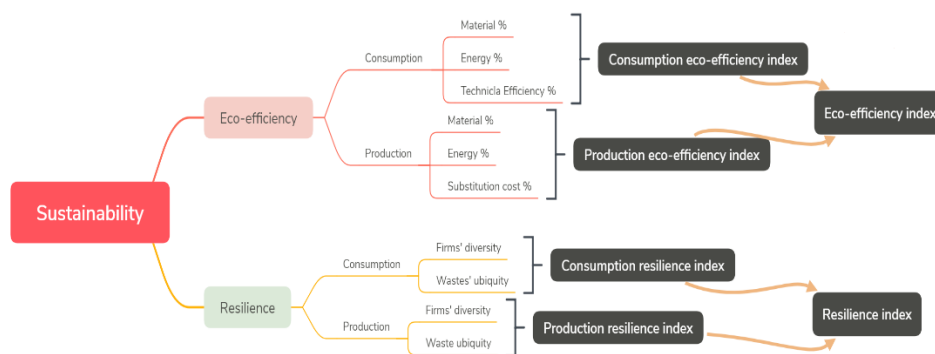 Material %
Consumption
Energy %
Consumption eco-efficiency index
Technicla Efficiency %
Eco-efficiency
Eco-efficiency index
Material %
Production
Energy %
Production eco-efficiency index
Substitution cost %
Sustainability
Firms' diversity
Consumption
Consumption resilience index
Wastes' ubiquity
Resilience
Resilience index
Firms' diversity
Production
Production resilience index
Waste ubiquity